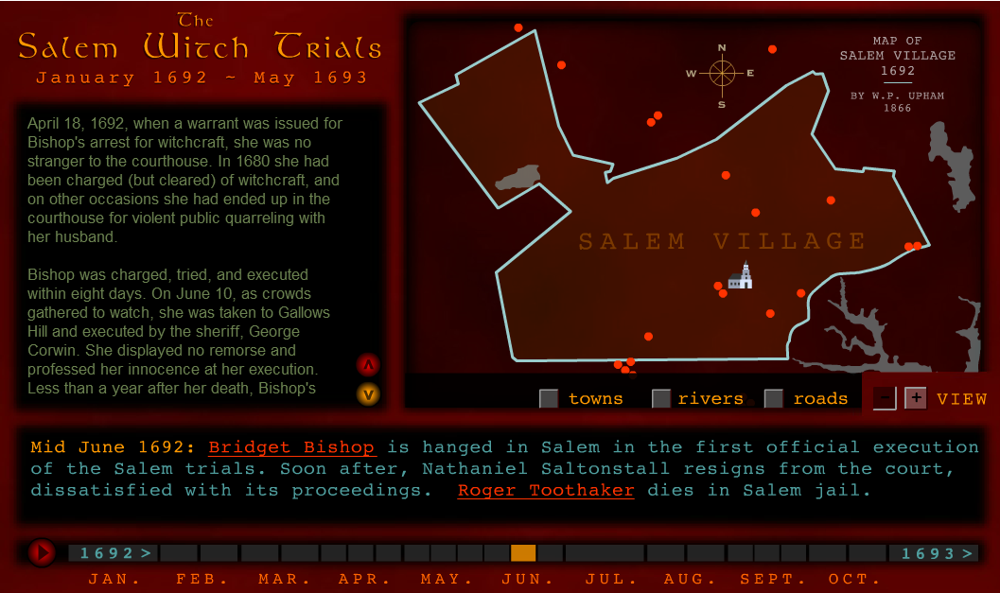 The
Salem Witch Trials
January 1692 ~ May 1693
April 18, 1692, when a warrant was issued for
Bishop's arrest for witchcraft, she was no
stranger to the courthouse. In 1680 she had
been charged (but cleared) of witchcraft, and
on other occasions she had ended up in the
courthouse for violent public quarreling with
her husband.
Bishop was charged, tried, and executed
within eight days. On June 10, as crowds
gathered to watch, she was taken to Gallows
Hill and executed by the sheriff, George
Corwin. She displayed no remorse and
professed her innocence at her execution.
Less than a year after her death, Bishop's
N
W E
S
MAP OF
SALEM VILLAGE
1692
BY W.P. UPHAM
1866
SALEM VILLAGE
towns rivers roads - + VIEW
Mid June 1692: Bridget Bishop is hanged in Salem in the first official execution
of the Salem trials. Soon after, Nathaniel Saltonstall resigns from the court,
dissatisfied with its proceedings. Roger Toothaker dies in Salem jail.
1692 > 1693 >
JAN. FEB. MAR. APR. MAY. JUN. JUL. AUG. SEPT. OCT.